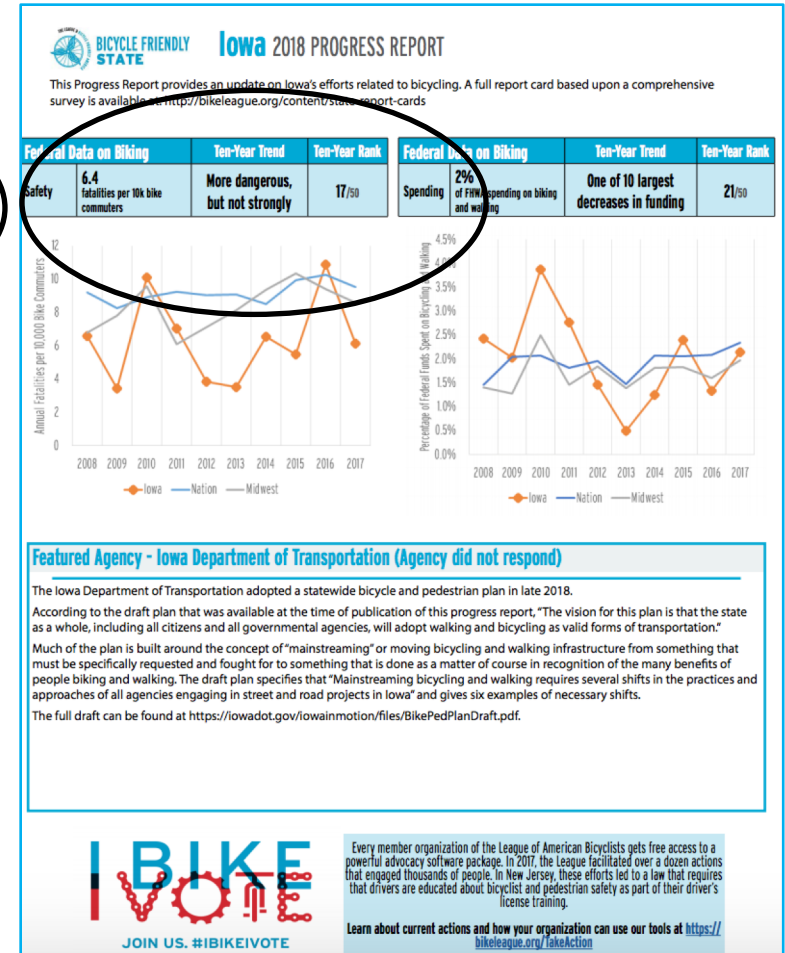 THE LEAGUE
BICYCLE FRIENDLY
STATE
Iowa 2018 PROGRESS REPORT
This Progress Report provides an update on Iowa's efforts related to bicycling. A full report card based upon a comprehensive
survey is available at: http://bikeleague.org/content/state-report-cards
Federal Data on Biking Ten-Year Trend Ten-Year Rank
Safety 6.4 fatalities per 10k bike commuters More dangerous, but not strongly 17/50
Federal Data on Biking Ten-Year Trend Ten-Year Rank
Spending 2% of FHWA spending on biking and walking One of 10 largest decreases in funding 21/50
Annual Fatalities per 10,000 Bike Commuters
12
10
8
6
4
2
0
2008 2009 2010 2011 2012 2013 2014 2015 2016 2017
Iowa Nation Midwest
Percentage of Federal Funds Spent on Bicycling and Walking
4.5%
4.0%
3.5%
3.0%
2.5%
2.0%
1.5%
1.0%
0.5%
0.0%
2008 2009 2010 2011 2012 2013 2014 2015 2016 2017
Iowa Nation Midwest
Featured Agency - Iowa Department of Transportation (Agency did not respond)
The Iowa Department of Transportation adopted a statewide bicycle and pedestrian plan in late 2018.
According to the draft plan that was available at the time of publication of this progress report, "The vision for this plan is that the state
as a whole, including all citizens and all governmental agencies, will adopt walking and bicycling as valid forms of transportation."
Much of the plan is built around the concept of "mainstreaming" or moving bicycling and walking infrastructure from something that
must be specifically requested and fought for to something that is done as a matter of course in recognition of the many benefits of
people biking and walking. The draft plan specifies that "Mainstreaming bicycling and walking requires several shifts in the practices and
approaches of all agencies engaging in street and road projects in Iowa" and gives six examples of necessary shifts.
The full draft can be found at https://iowadot.gov/iowainmotion/files/BikePedPlanDraft.pdf.
I BIKE
I VOTE
JOIN US. #IBIKEIVOTE
Every member organization of the League of American Bicyclists gets free access to a
powerful advocacy software package. In 2017, the League facilitated over a dozen actions
that engaged thousands of people. In New Jersey, these efforts led to a law that requires
that drivers are educated about bicyclist and pedestrian safety as part of their driver's
license training.
Learn about current actions and how your organization can use our tools at https://
bikeleague.org/TakeAction